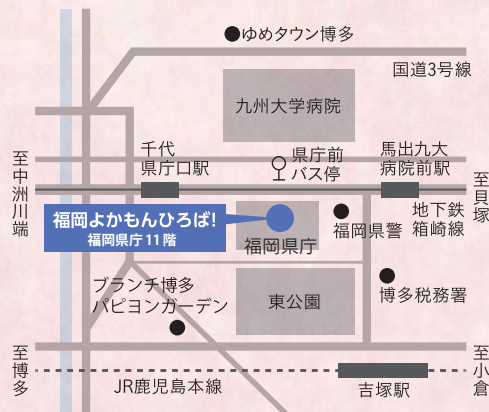 ゆめタウン博多
国道3号線
九州大学病院
千代
県庁口駅
県庁前
バス停
馬出九大
病院前駅
至中洲川端
至貝塚
地下鉄
箱崎線
福岡よかもんひろば!
福岡県庁11階
福岡県庁
福岡県警
ブランチ博多
パピヨンガーデン
東公園
博多税務署
至博多
JR鹿児島本線
吉塚駅
至小倉